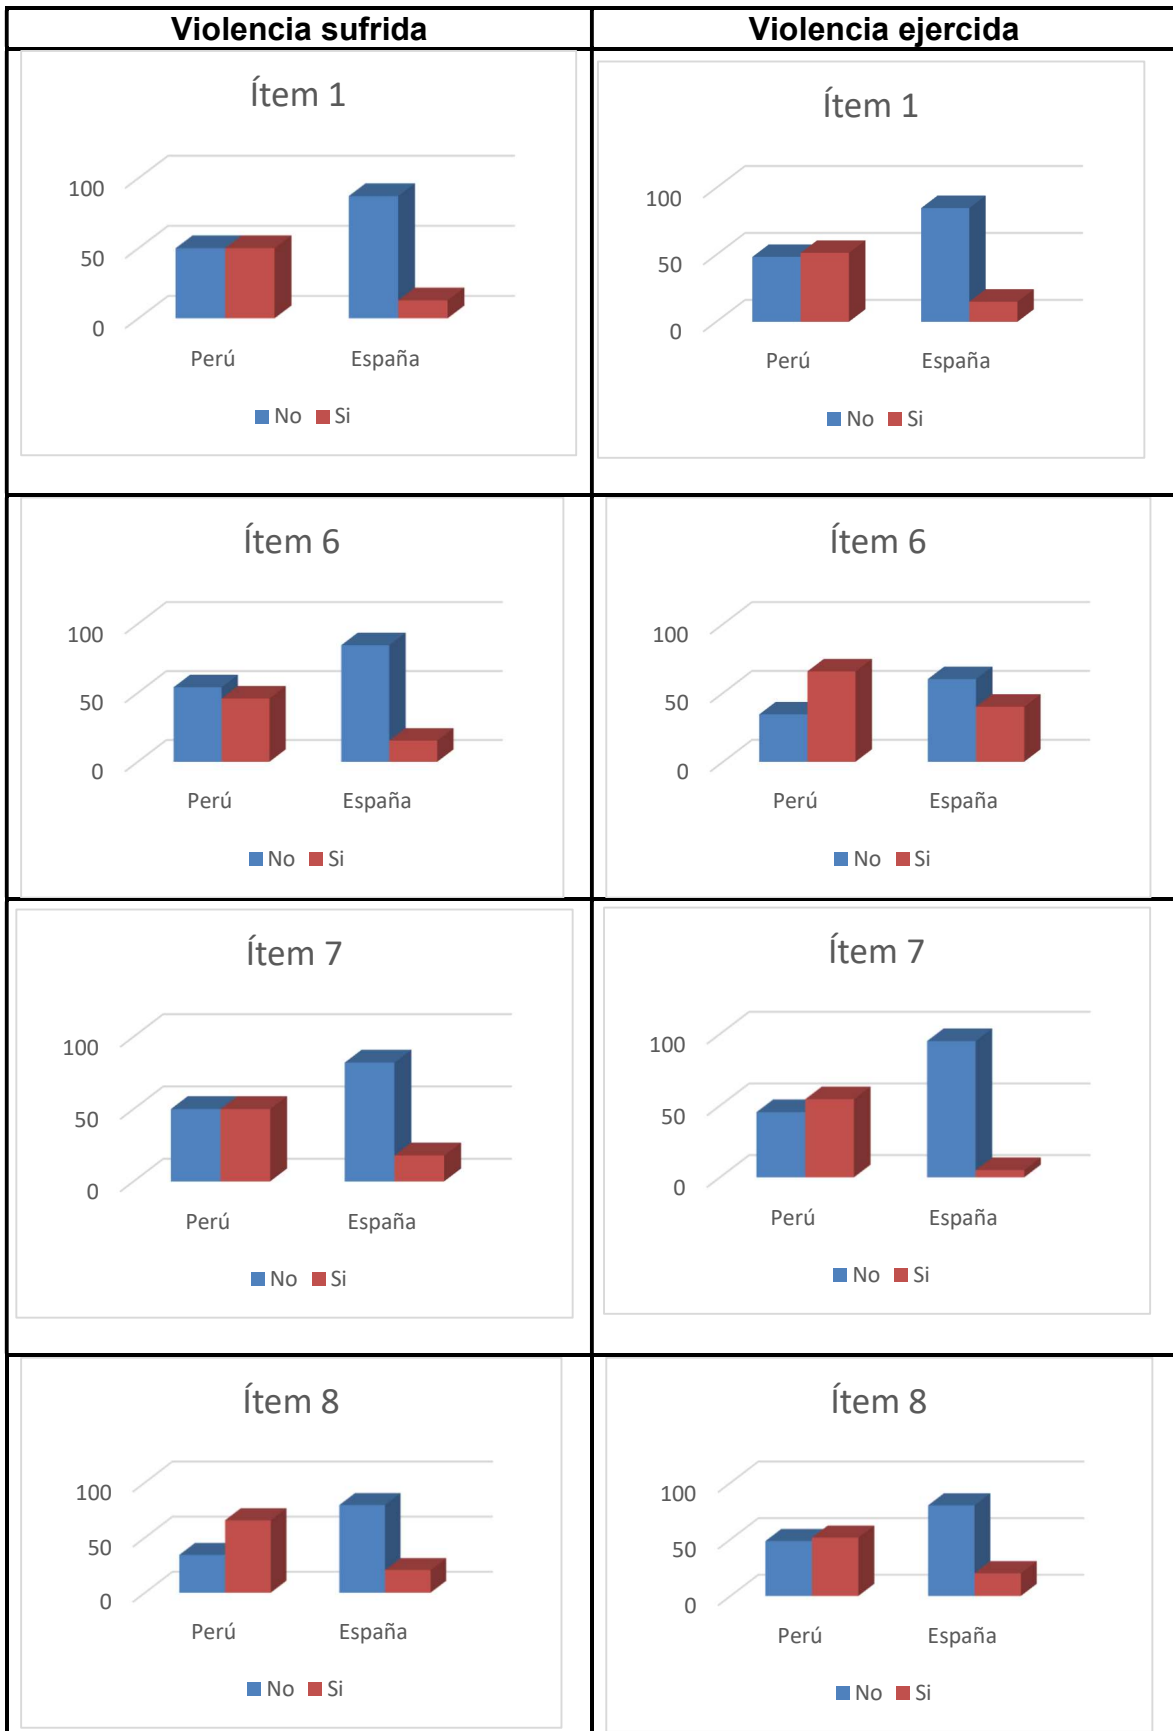 Violencia sufrida
Violencia ejercida
Ítem 1
100
50
0
Perú España
No Si
Ítem 1
100
50
0
Perú España
No Si
Ítem 6
100
50
0
Perú España
No Si
Ítem 6
100
50
0
Perú España
No Si
Ítem 7
100
50
0
Perú España
No Si
Ítem 7
100
50
0
Perú España
No Si
Ítem 8
100
50
0
Perú España
No Si
Ítem 8
100
50
0
Perú España
No Si